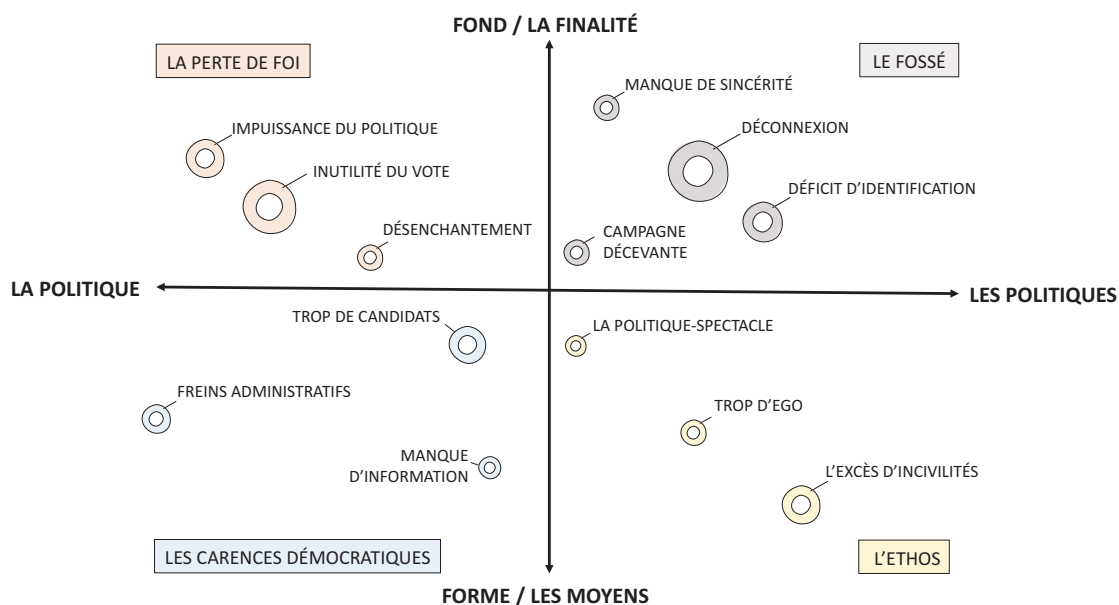 FOND / LA FINALITÉ
LA PERTE DE FOI
LE FOSSÉ
MANQUE DE SINCÉRITÉ
IMPUISSANCE DU POLITIQUE
DÉCONNEXION
INUTILITÉ DU VOTE
DÉFICIT D’IDENTIFICATION
DÉSENCHANTEMENT
CAMPAGNE
DÉCEVANTE
LA POLITIQUE
LES POLITIQUES
TROP DE CANDIDATS
LA POLITIQUE-SPECTACLE
FREINS ADMINISTRATIFS
TROP D’EGO
MANQUE
D’INFORMATION
L’EXCÈS D’INCIVILITÉS
LES CARENCES DÉMOCRATIQUES
L’ETHOS
FORME / LES MOYENS